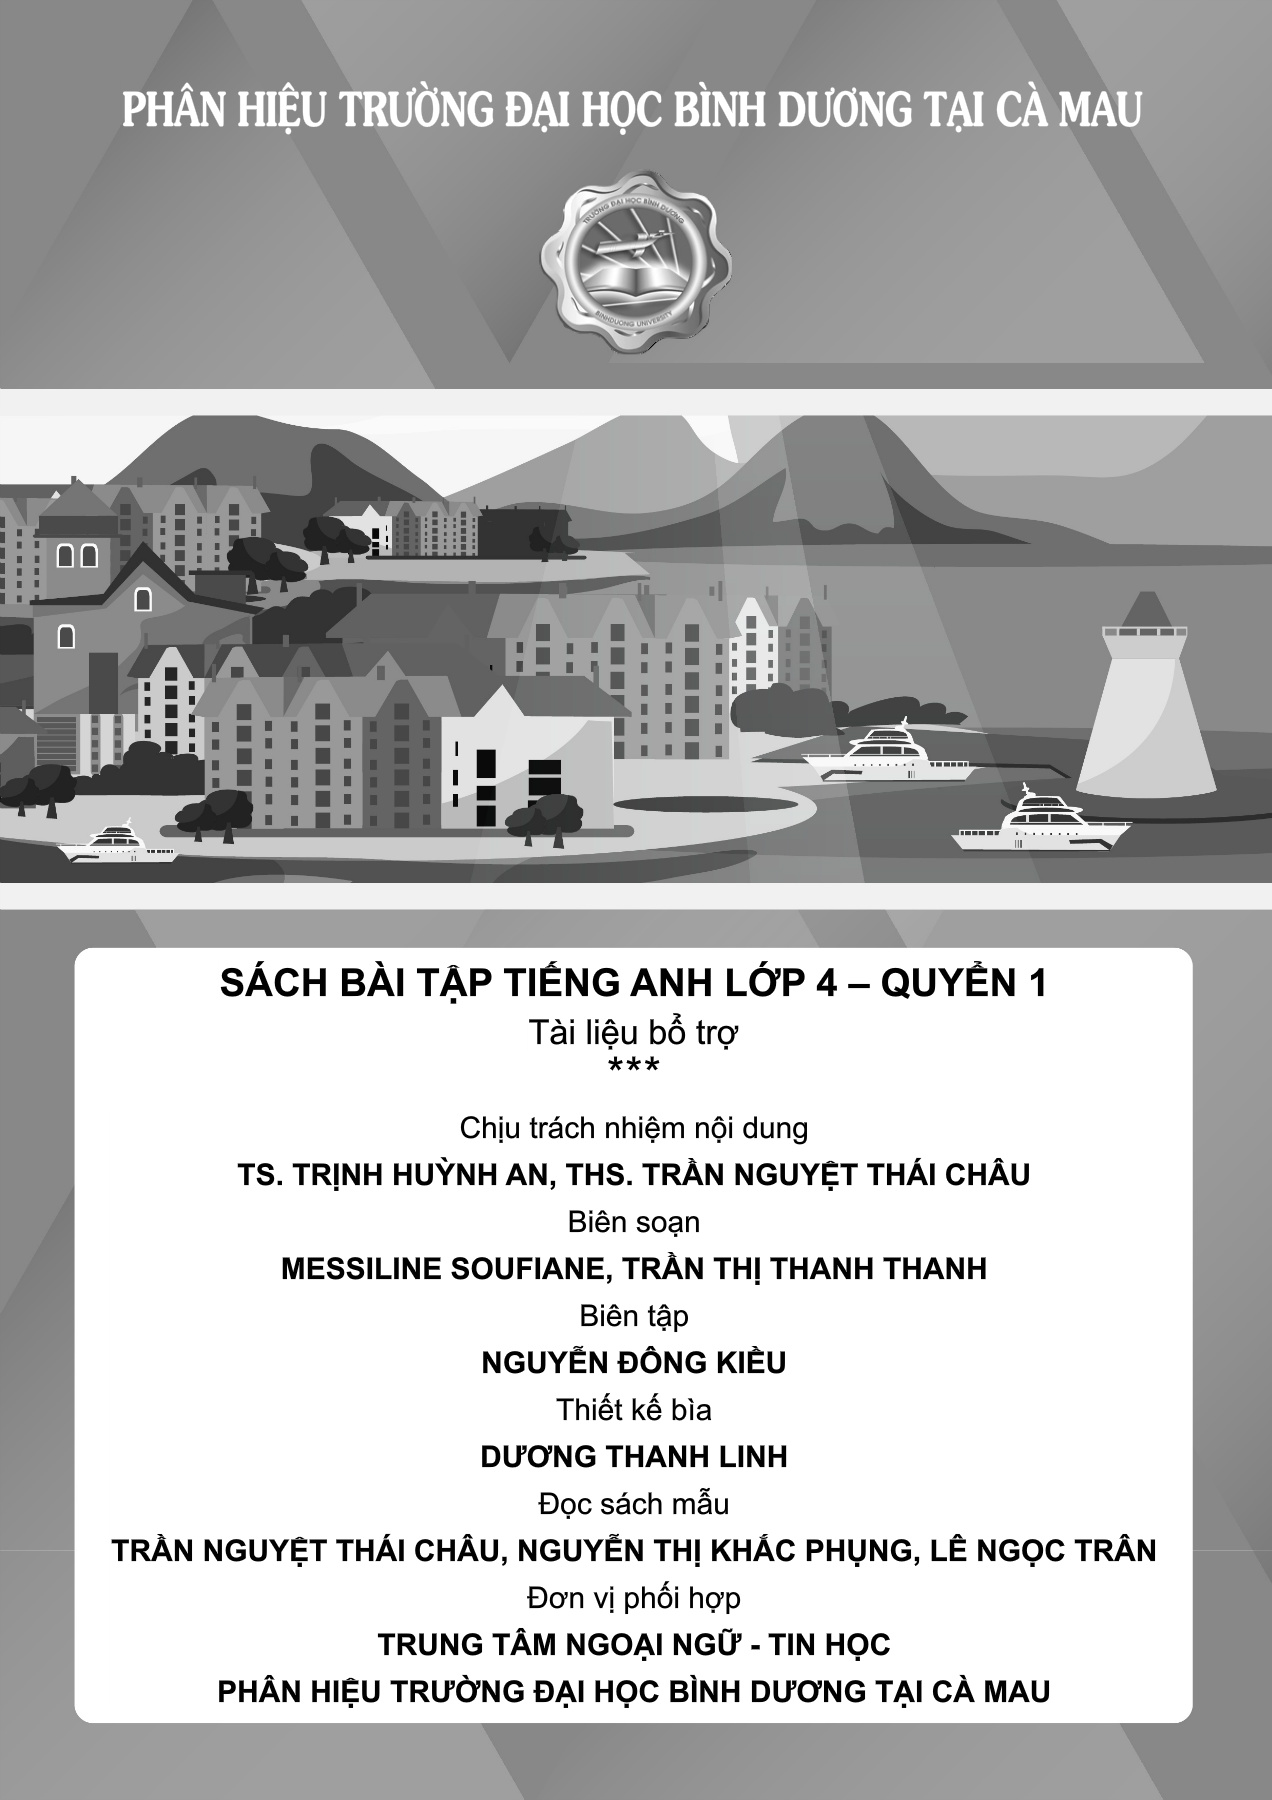 PHÂN HIỆU TRƯỜNG ĐẠI HỌC BÌNH DƯƠNG TẠI CÀ MAU
TRƯỜNG ĐẠI HỌC BÌNH DƯƠNG
BINHDUONG UNIVERSITY
SÁCH BÀI TẬP TIẾNG ANH LỚP 4 – QUYỂN 1
Tài liệu bổ trợ
***
Chịu trách nhiệm nội dung
TS. TRỊNH HUỲNH AN, THS. TRẦN NGUYỆT THÁI CHÂU
Biên soạn
MESSILINE SOUFIANE, TRẦN THỊ THANH THANH
Biên tập
NGUYỄN ĐÔNG KIỀU
Thiết kế bìa
DƯƠNG THANH LINH
Đọc sách mẫu
TRẦN NGUYỆT THÁI CHÂU, NGUYỄN THỊ KHẮC PHỤNG, LÊ NGỌC TRÂN
Đơn vị phối hợp
TRUNG TÂM NGOẠI NGỮ - TIN HỌC
PHÂN HIỆU TRƯỜNG ĐẠI HỌC BÌNH DƯƠNG TẠI CÀ MAU